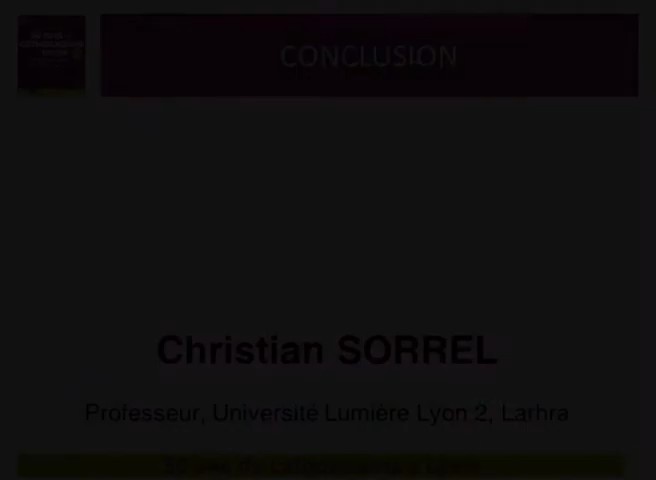 CONCLUSION
Christian SORREL
Professeur, Université Lumière Lyon 2, Larhra